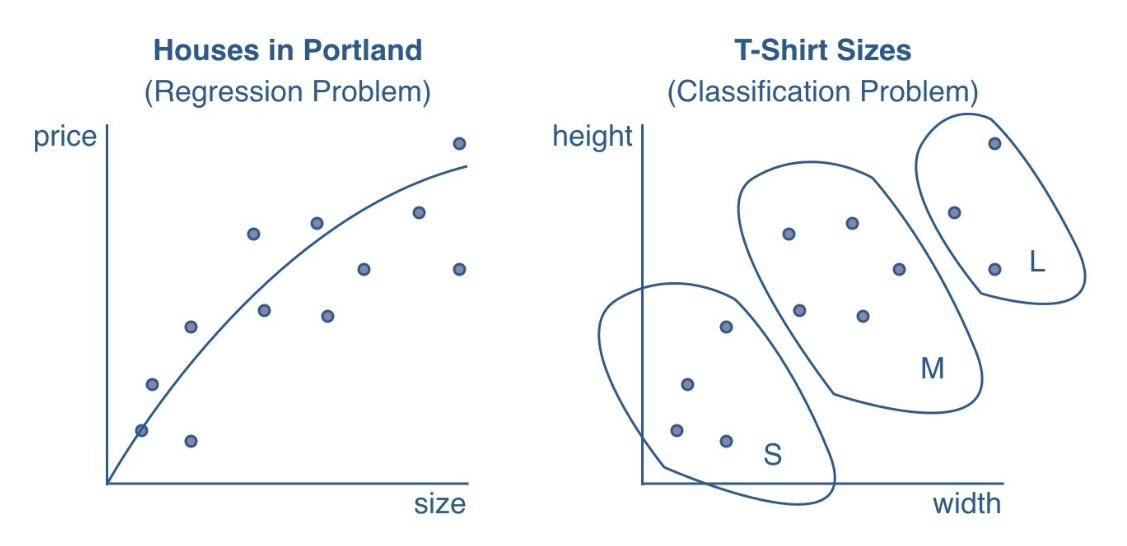 Houses in Portland
(Regression Problem)
price
size
T-Shirt Sizes
(Classification Problem)
height
L
M
S
width